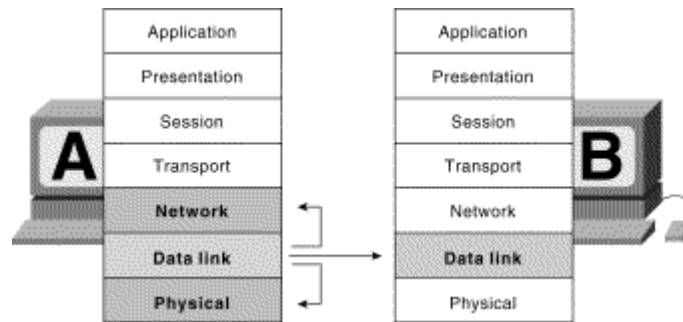 Application
Presentation
Session
Transport
Network
Data link
Physical
A
Application
Presentation
Session
Transport
Network
Data link
Physical
B